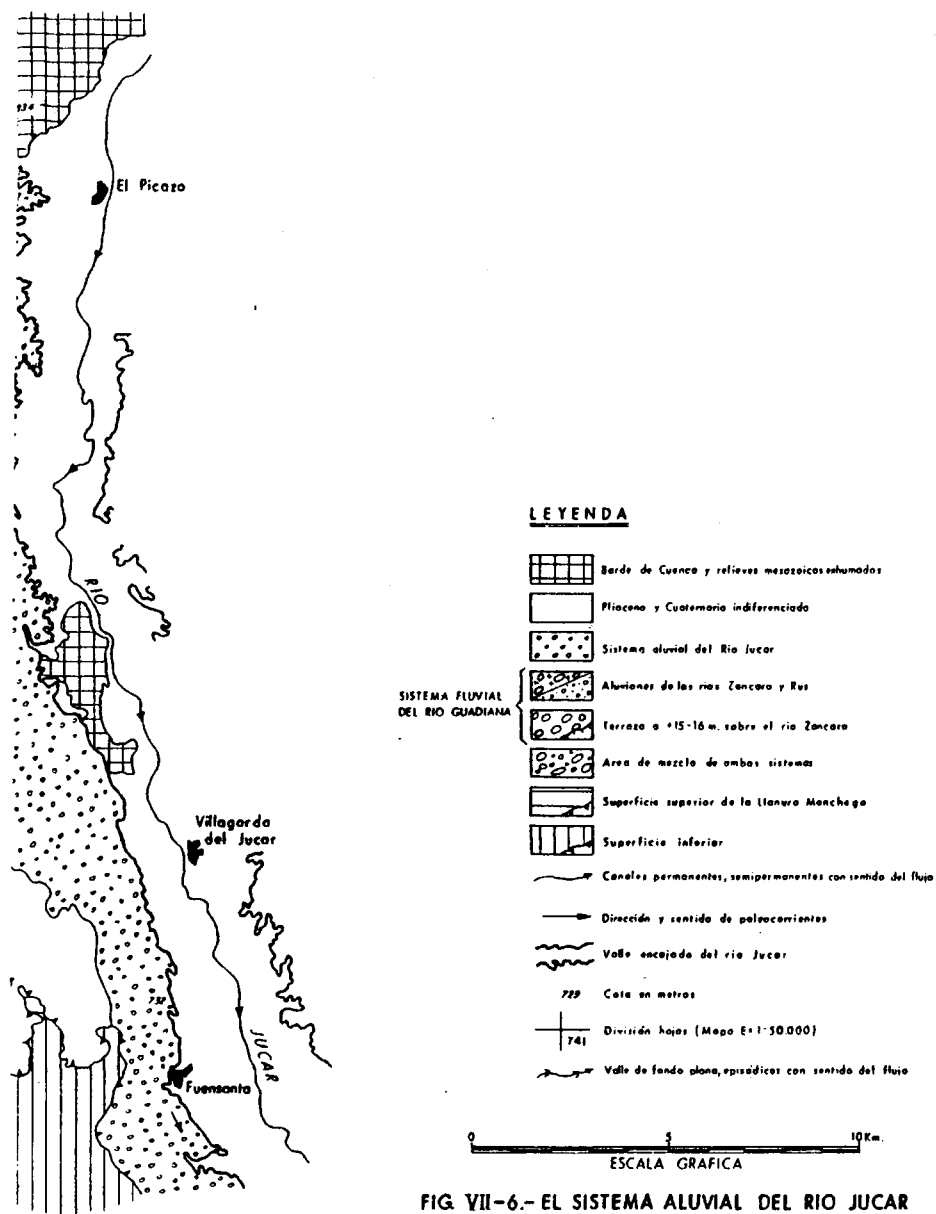 934
El Picazo
RIO
Villagorda
del Jucar
732
JUCAR
Fuensanta
LEYENDA
Borde de Cuenca y relieves mesozoicos exhumados
Plioceno y Cuaternario indiferenciado
Sistema aluvial del Rio Jucar
SISTEMA FLUVIAL
DEL RIO GUADIANA
Aluviones de los rios Zancara y Rus
Terraza a +15-16 m. sobre el rio Zancara
Area de mezcla de ambos sistemas
Superficie superior de la Llanura Manchega
Superficie inferior
Canales permanentes, semipermanentes con sentido del flujo
Dirección y sentido de paleocorrientes
Valle encajado del rio Jucar
729 Cota en metros
741 División hojas (Mapa E=1:50.000)
Valle de fondo plano, episódicos con sentido del flujo
0 5 10 Km.
ESCALA GRAFICA
FIG VII-6.- EL SISTEMA ALUVIAL DEL RIO JUCAR